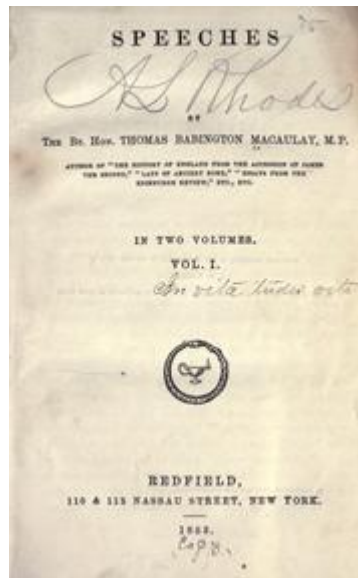 SPEECHES
A L Rhodes
BY
THE RT. HON. THOMAS BABINGTON MACAULAY, M.P.
AUTHOR OF "THE HISTORY OF ENGLAND FROM THE ACCESSION OF JAMES
THE SECOND," "LAYS OF ANCIENT ROME," "ESSAYS FROM THE
EDINBURGH REVIEW," ETC., ETC.
IN TWO VOLUMES.
VOL. I.
REDFIELD,
110 & 112 NASSAU STREET, NEW YORK.
1853.